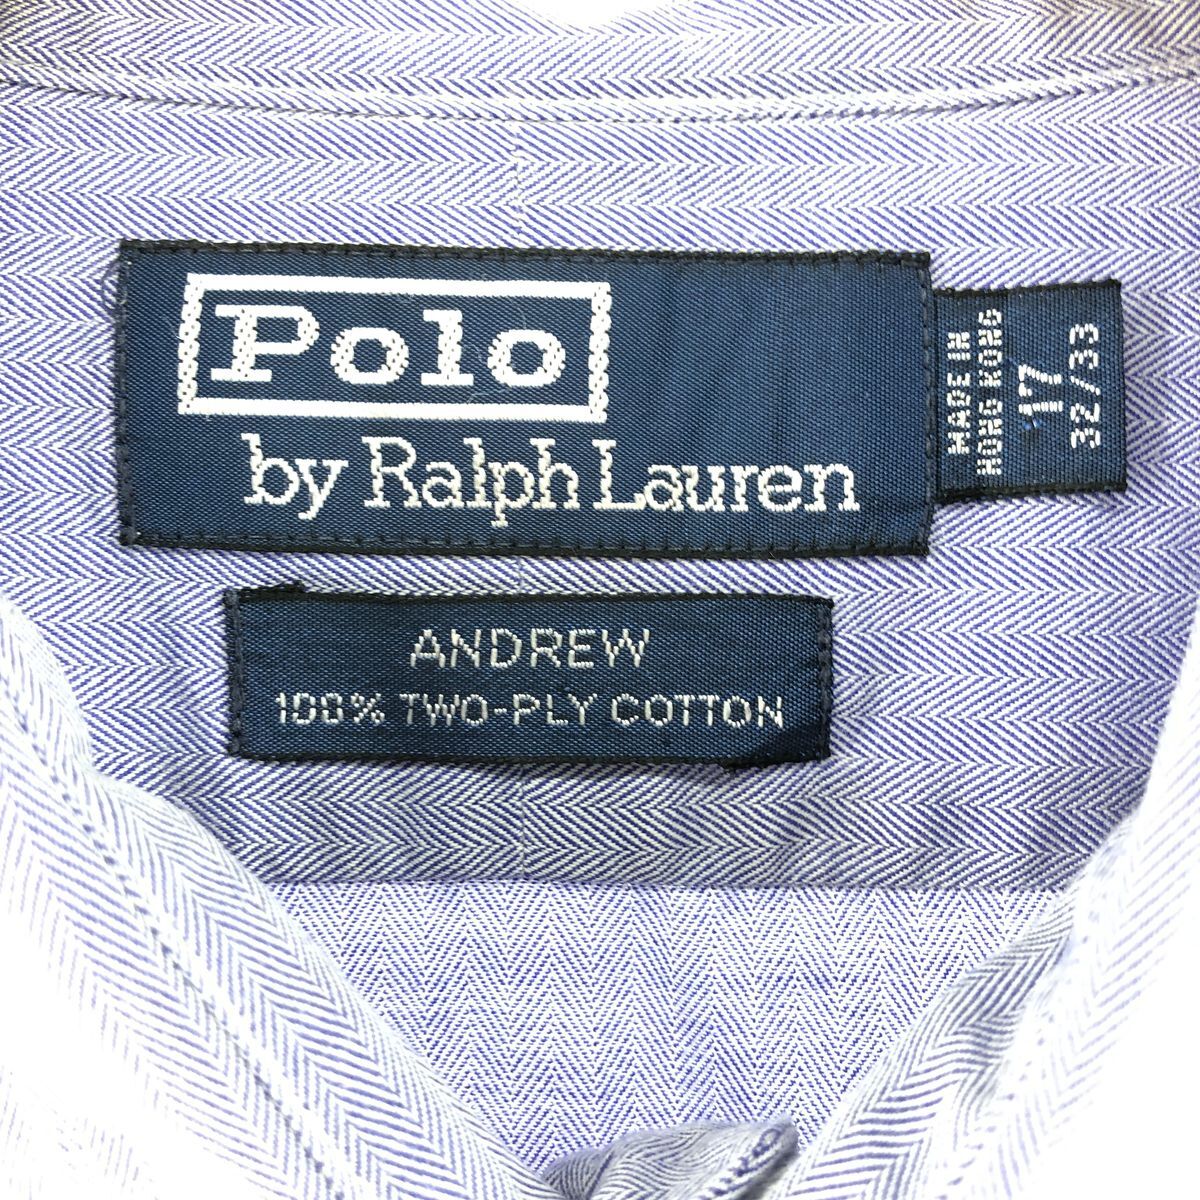 Polo
by Ralph Lauren
MADE IN
HONG KONG
17
32/33
ANDREW
100% TWO-PLY COTTON